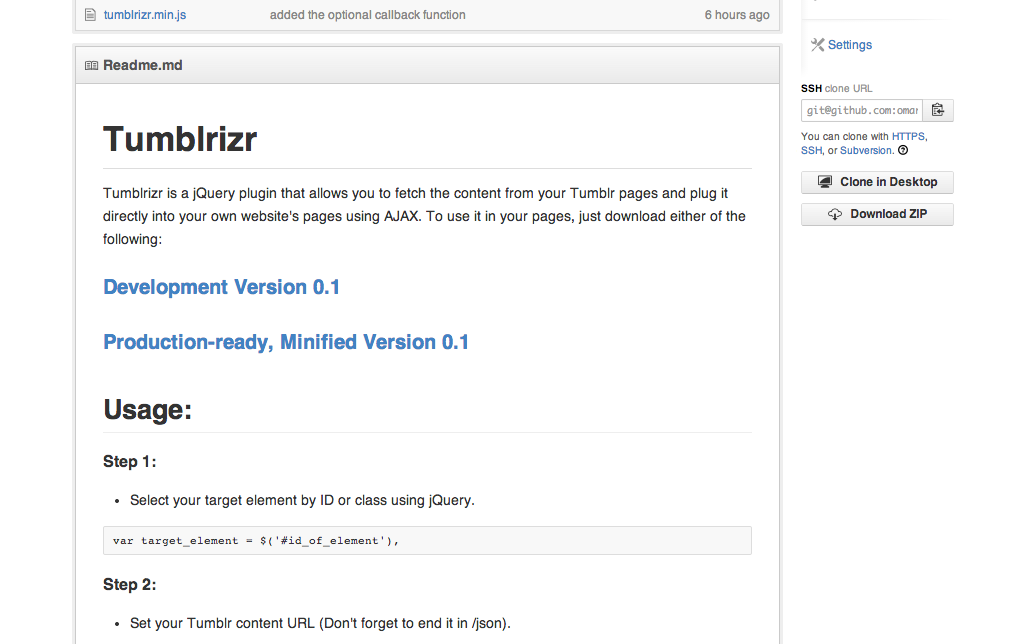 tumblrizr.min.js added the optional callback function 6 hours ago
Settings
Readme.md
SSH clone URL
git@github.com:omar
You can clone with HTTPS,
SSH, or Subversion.
Clone in Desktop
Download ZIP
Tumblrizr
Tumblrizr is a jQuery plugin that allows you to fetch the content from your Tumblr pages and plug it
directly into your own website's pages using AJAX. To use it in your pages, just download either of the
following:
Development Version 0.1
Production-ready, Minified Version 0.1
Usage:
Step 1:
• Select your target element by ID or class using jQuery.
var target_element = $('#id_of_element'),
Step 2:
• Set your Tumblr content URL (Don't forget to end it in /json).